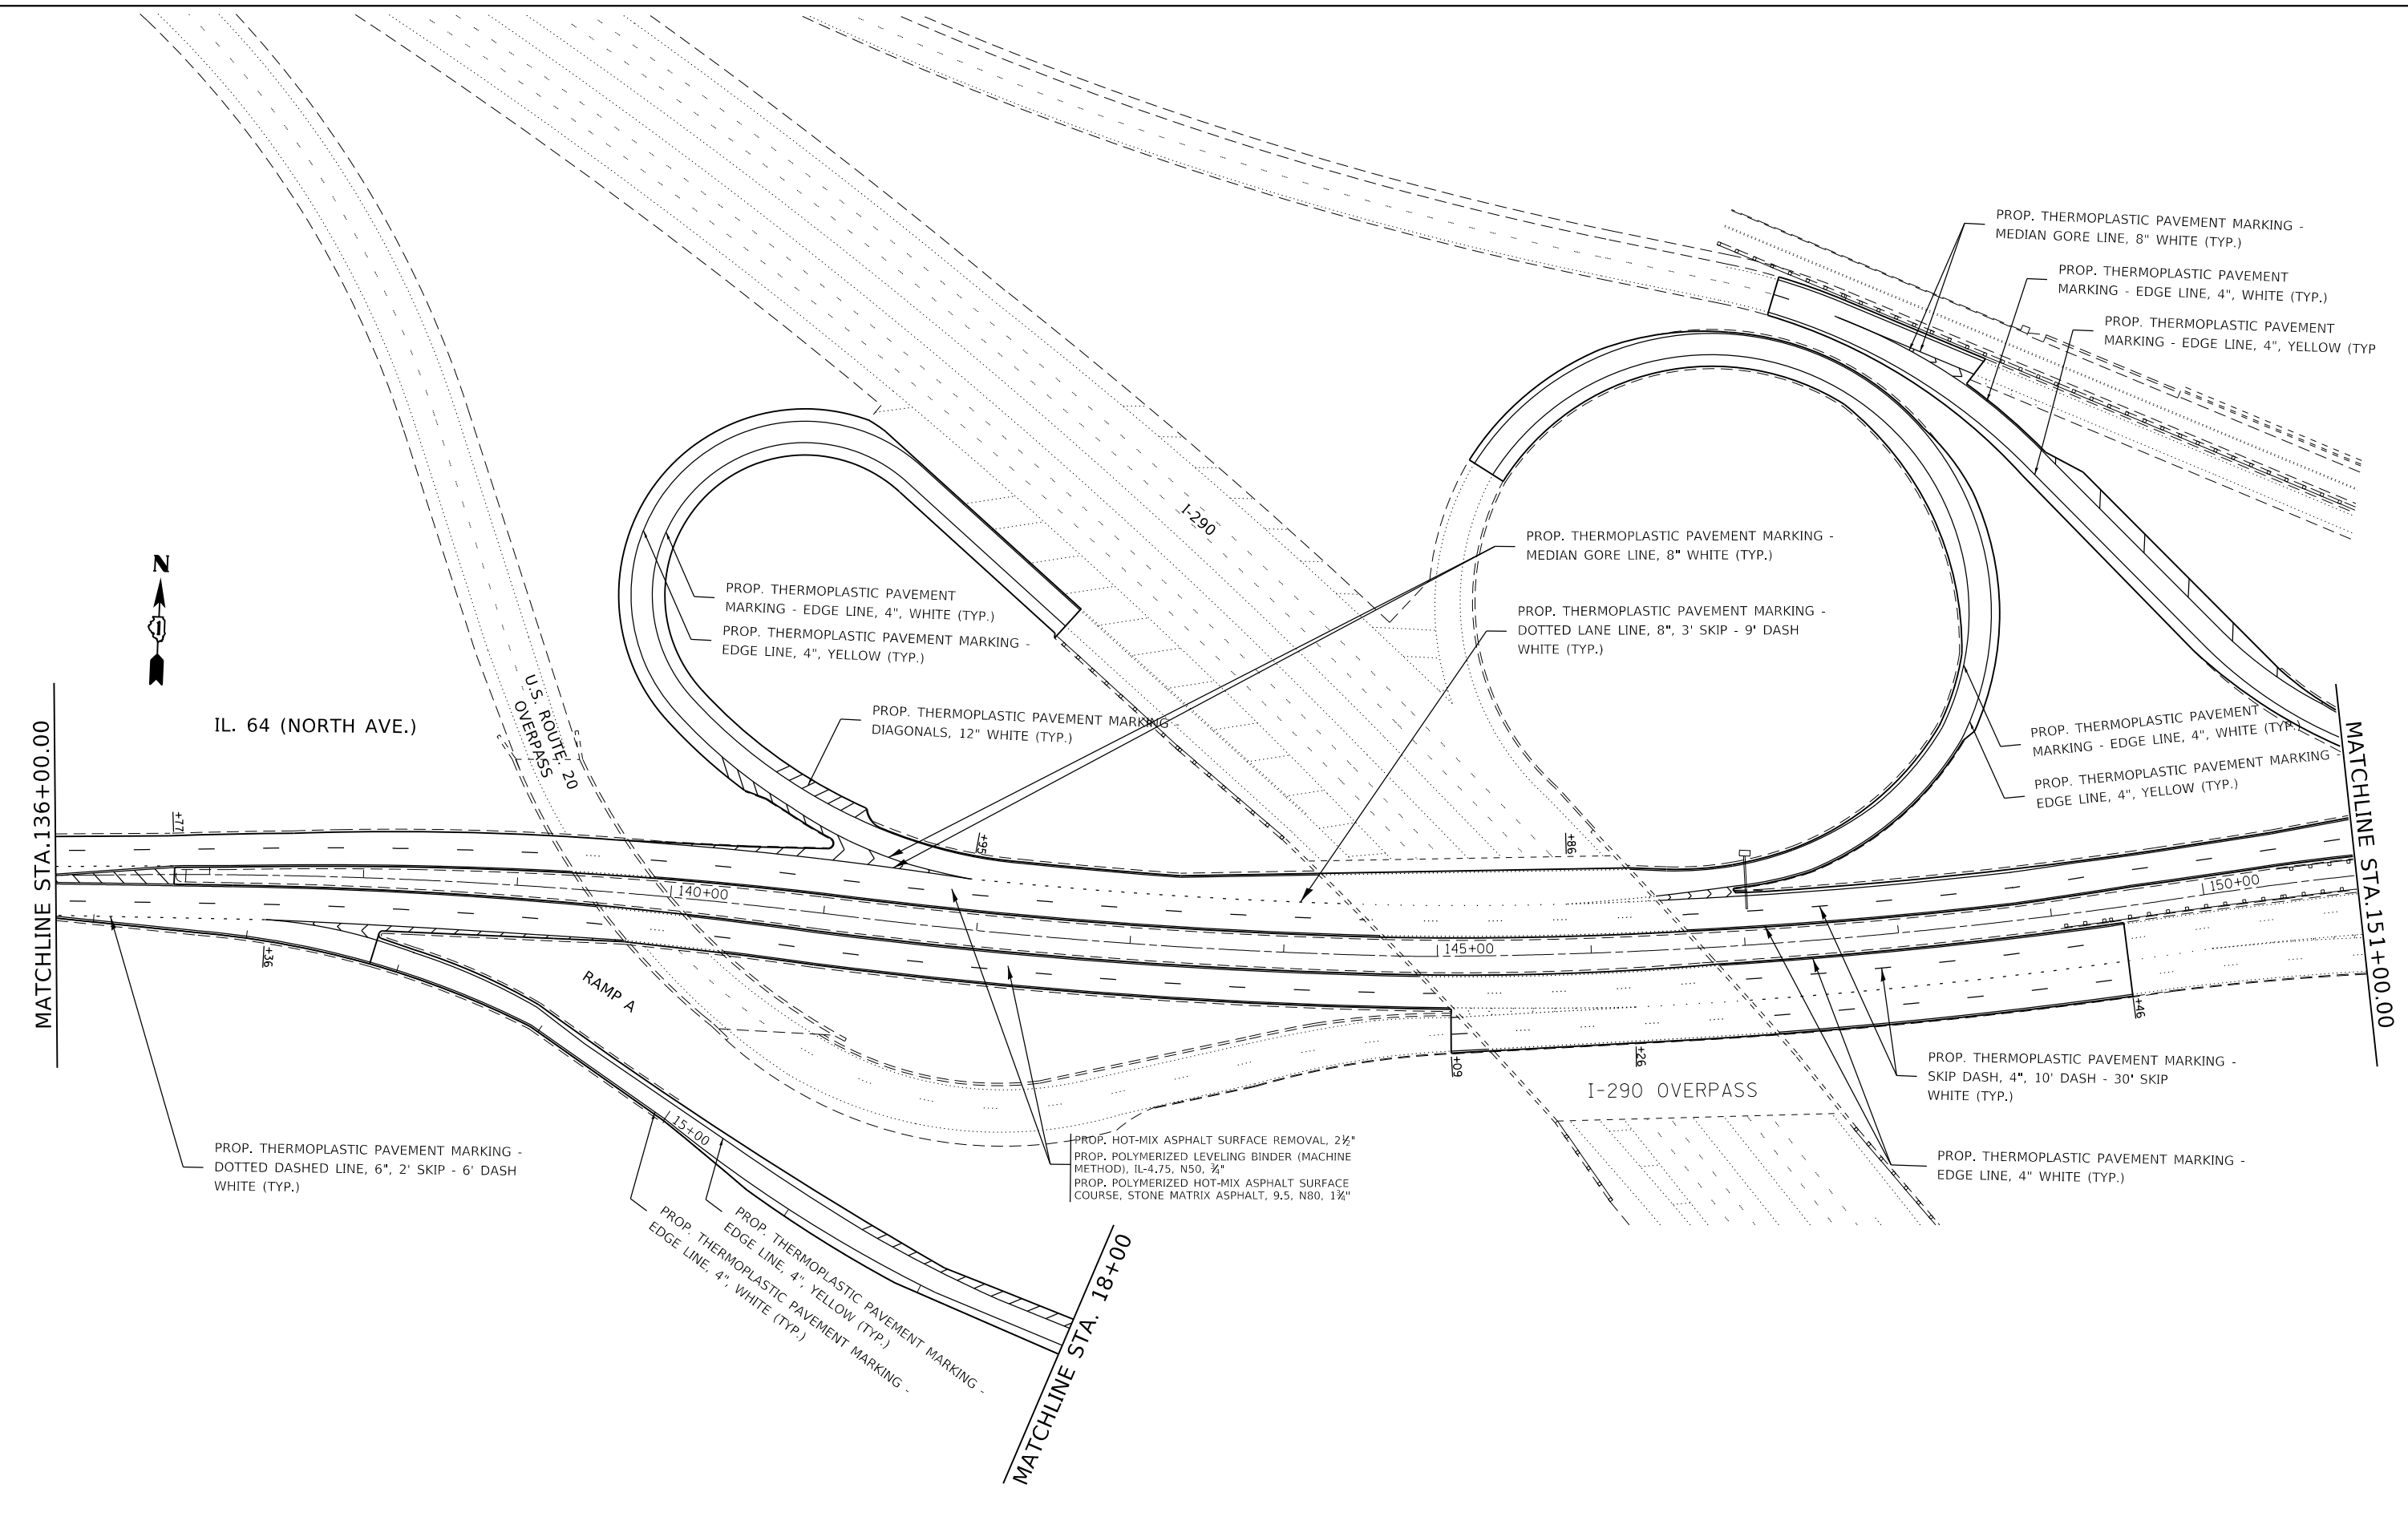 PROP. THERMOPLASTIC PAVEMENT MARKING -
MEDIAN GORE LINE, 8" WHITE (TYP.)
PROP. THERMOPLASTIC PAVEMENT
MARKING - EDGE LINE, 4", WHITE (TYP.)
PROP. THERMOPLASTIC PAVEMENT
MARKING - EDGE LINE, 4", YELLOW (TYP
I-290
PROP. THERMOPLASTIC PAVEMENT MARKING -
MEDIAN GORE LINE, 8" WHITE (TYP.)
N
1
PROP. THERMOPLASTIC PAVEMENT
MARKING - EDGE LINE, 4", WHITE (TYP.)
PROP. THERMOPLASTIC PAVEMENT MARKING -
EDGE LINE, 4", YELLOW (TYP.)
PROP. THERMOPLASTIC PAVEMENT MARKING -
DOTTED LANE LINE, 8", 3' SKIP - 9' DASH
WHITE (TYP.)
IL. 64 (NORTH AVE.)
U.S. ROUTE. 20
OVERPASS
PROP. THERMOPLASTIC PAVEMENT MARKING -
DIAGONALS, 12" WHITE (TYP.)
PROP. THERMOPLASTIC PAVEMENT
MARKING - EDGE LINE, 4", WHITE (TYP.)
PROP. THERMOPLASTIC PAVEMENT MARKING -
EDGE LINE, 4", YELLOW (TYP.)
MATCHLINE STA.136+00.00
MATCHLINE STA.151+00.00
+77
+95
+86
140+00
145+00
150+00
+36
RAMP A
+09
+26
+46
I-290 OVERPASS
PROP. THERMOPLASTIC PAVEMENT MARKING -
SKIP DASH, 4", 10' DASH - 30' SKIP
WHITE (TYP.)
15+00
PROP. THERMOPLASTIC PAVEMENT MARKING -
DOTTED DASHED LINE, 6", 2' SKIP - 6' DASH
WHITE (TYP.)
PROP. HOT-MIX ASPHALT SURFACE REMOVAL, 2½"
PROP. POLYMERIZED LEVELING BINDER (MACHINE
METHOD), IL-4.75, N50, ¾"
PROP. POLYMERIZED HOT-MIX ASPHALT SURFACE
COURSE, STONE MATRIX ASPHALT, 9.5, N80, 1¾"
PROP. THERMOPLASTIC PAVEMENT MARKING -
EDGE LINE, 4" WHITE (TYP.)
PROP. THERMOPLASTIC PAVEMENT MARKING -
EDGE LINE, 4", YELLOW (TYP.)
PROP. THERMOPLASTIC PAVEMENT MARKING -
EDGE LINE, 4", WHITE (TYP.)
MATCHLINE STA. 18+00